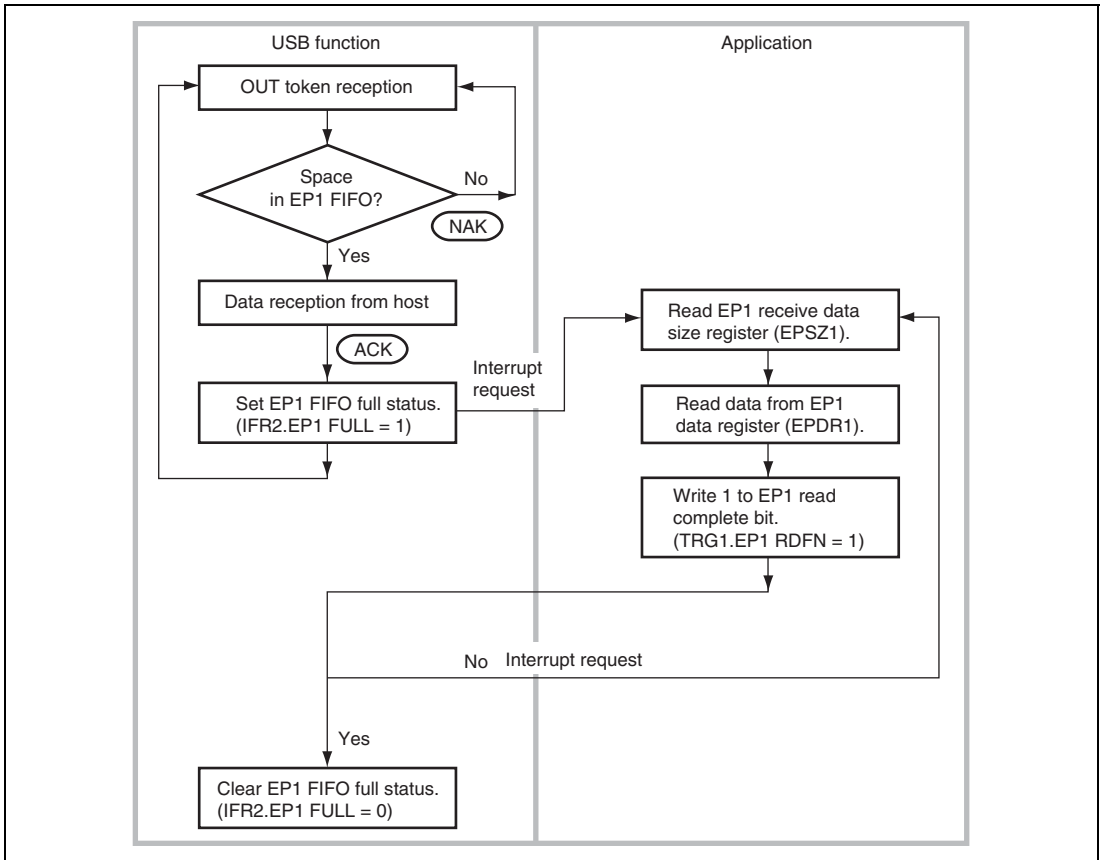 USB function
Application
OUT token reception
Space
in EP1 FIFO?
No
NAK
Yes
Data reception from host
ACK
Set EP1 FIFO full status.
(IFR2.EP1 FULL = 1)
Interrupt
request
Read EP1 receive data
size register (EPSZ1).
Read data from EP1
data register (EPDR1).
Write 1 to EP1 read
complete bit.
(TRG1.EP1 RDFN = 1)
No Interrupt request
Yes
Clear EP1 FIFO full status.
(IFR2.EP1 FULL = 0)